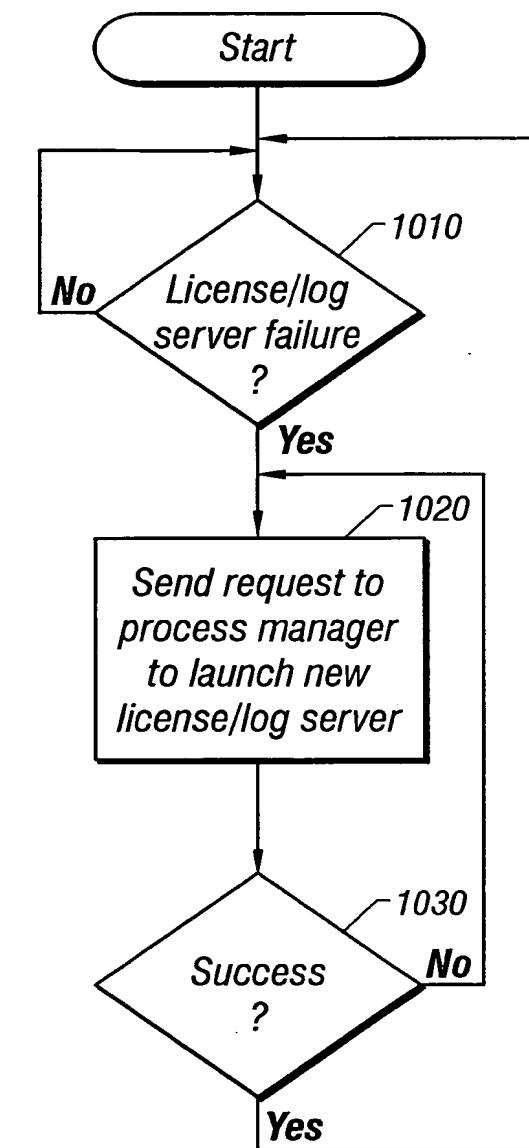 Start
1010
No
License/log
server failure
?
Yes
1020
Send request to
process manager
to launch new
license/log server
1030
Success
?
No
Yes